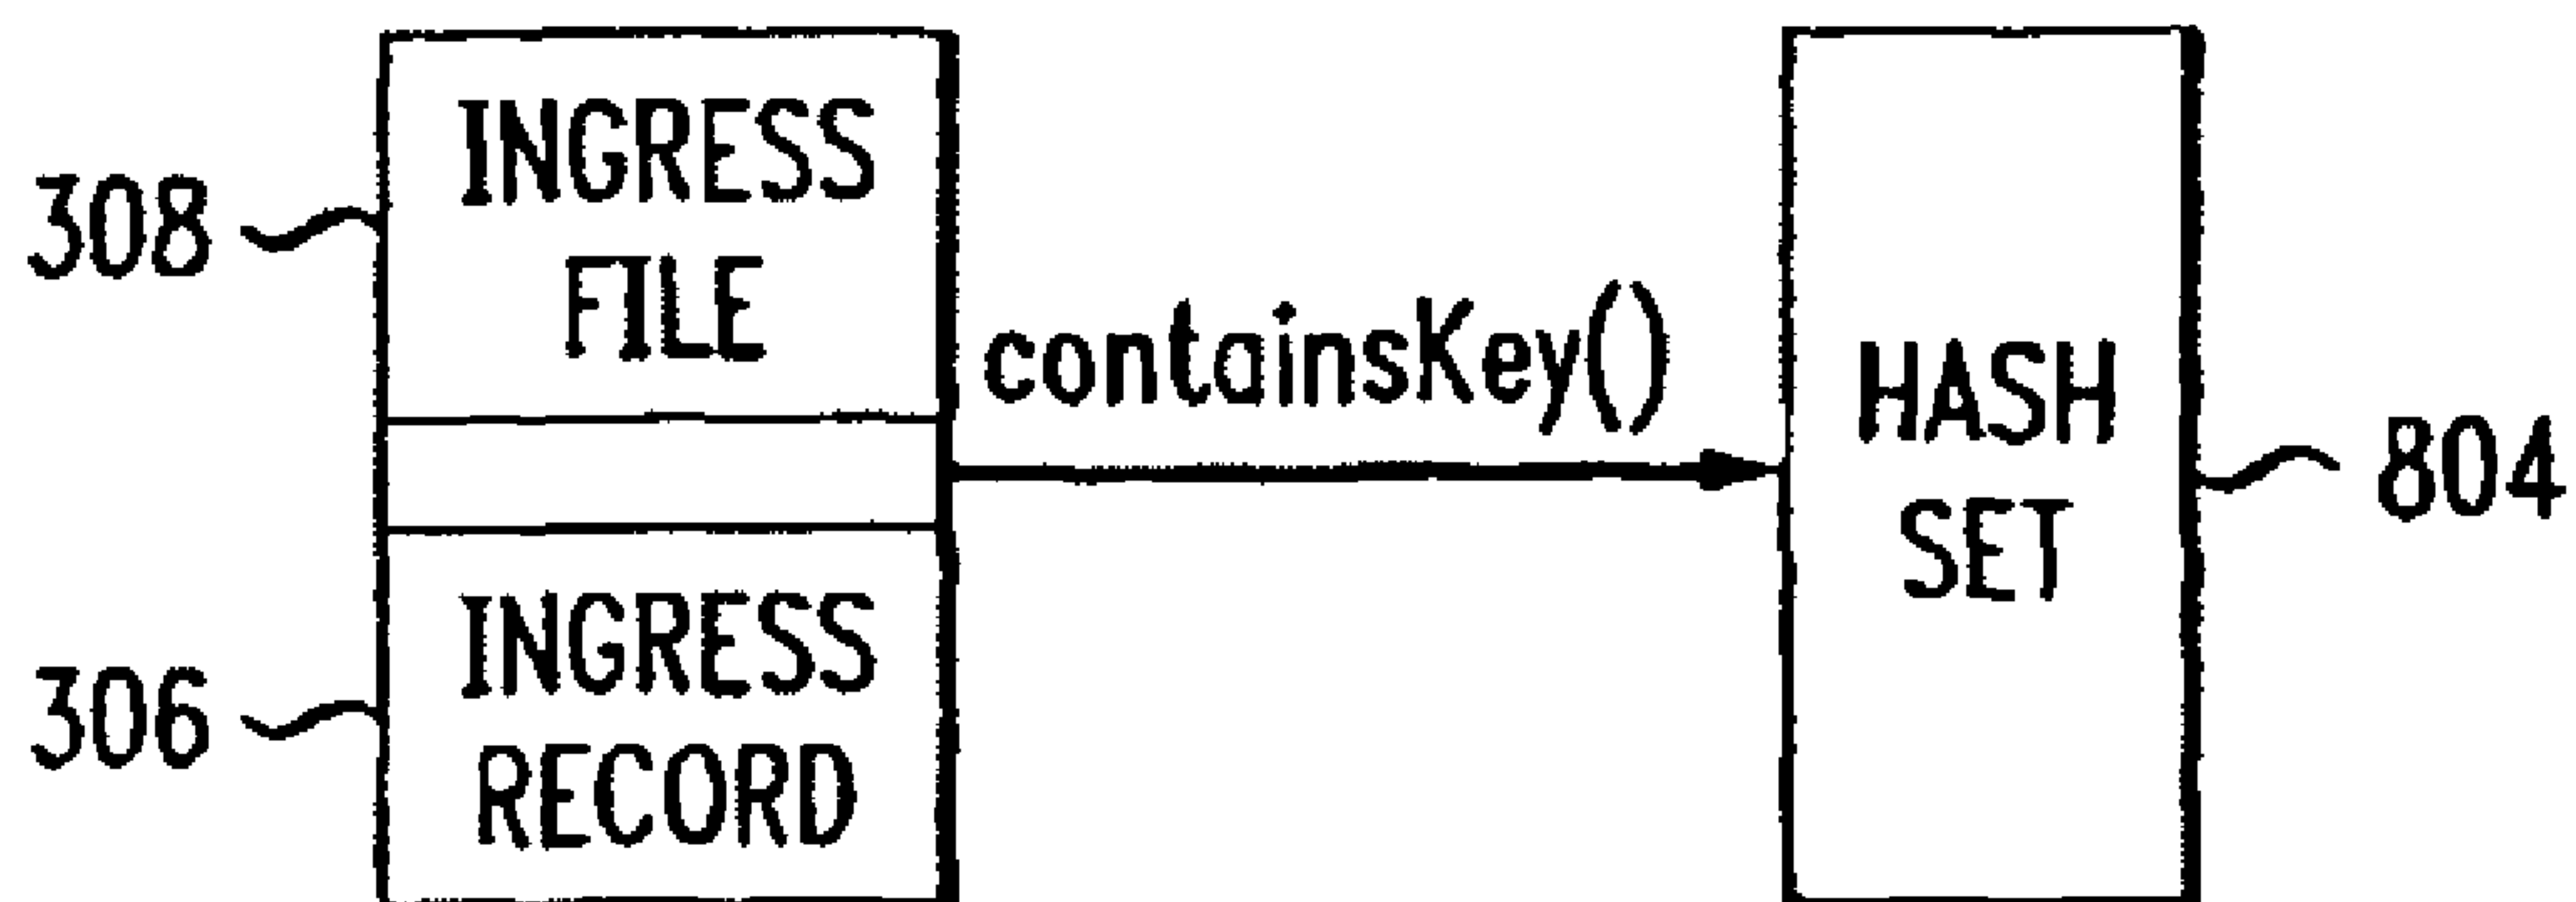 308
INGRESS
FILE
containsKey()
HASH
SET
804
306
INGRESS
RECORD